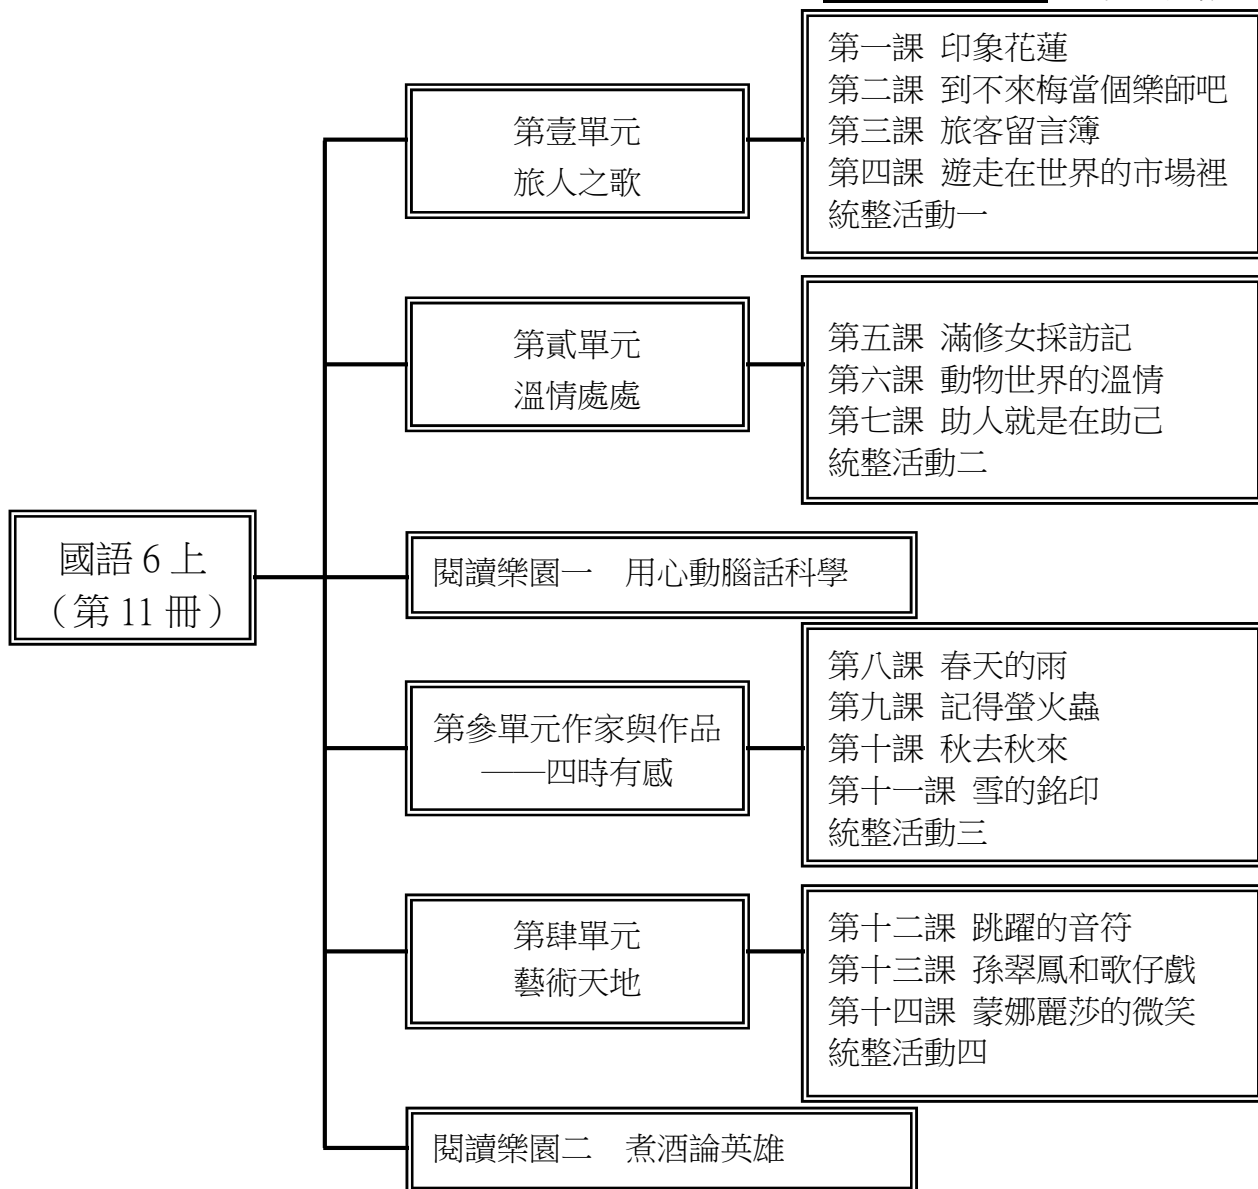 第一課 印象花蓮
第二課 到不來梅當個樂師吧
第三課 旅客留言簿
第四課 遊走在世界的市場裡
統整活動一
第壹單元
旅人之歌
第五課 滿修女採訪記
第六課 動物世界的溫情
第七課 助人就是在助己
統整活動二
第貳單元
溫情處處
國語 6 上
（第 11 冊）
閱讀樂園一　用心動腦話科學
第八課 春天的雨
第九課 記得螢火蟲
第十課 秋去秋來
第十一課 雪的銘印
統整活動三
第參單元作家與作品
——四時有感
第十二課 跳躍的音符
第十三課 孫翠鳳和歌仔戲
第十四課 蒙娜麗莎的微笑
統整活動四
第肆單元
藝術天地
閱讀樂園二　煮酒論英雄